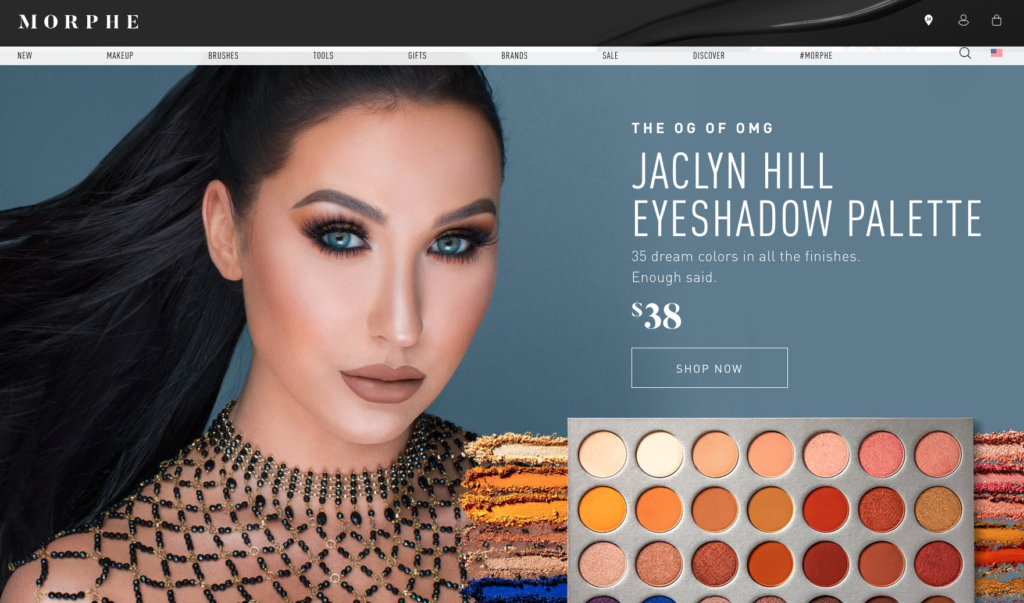 MORPHE
NEW MAKEUP BRUSHES TOOLS GIFTS BRANDS SALE DISCOVER #MORPHE
THE OG OF OMG
JACLYN HILL
EYESHADOW PALETTE
35 dream colors in all the finishes.
Enough said.
$38
SHOP NOW